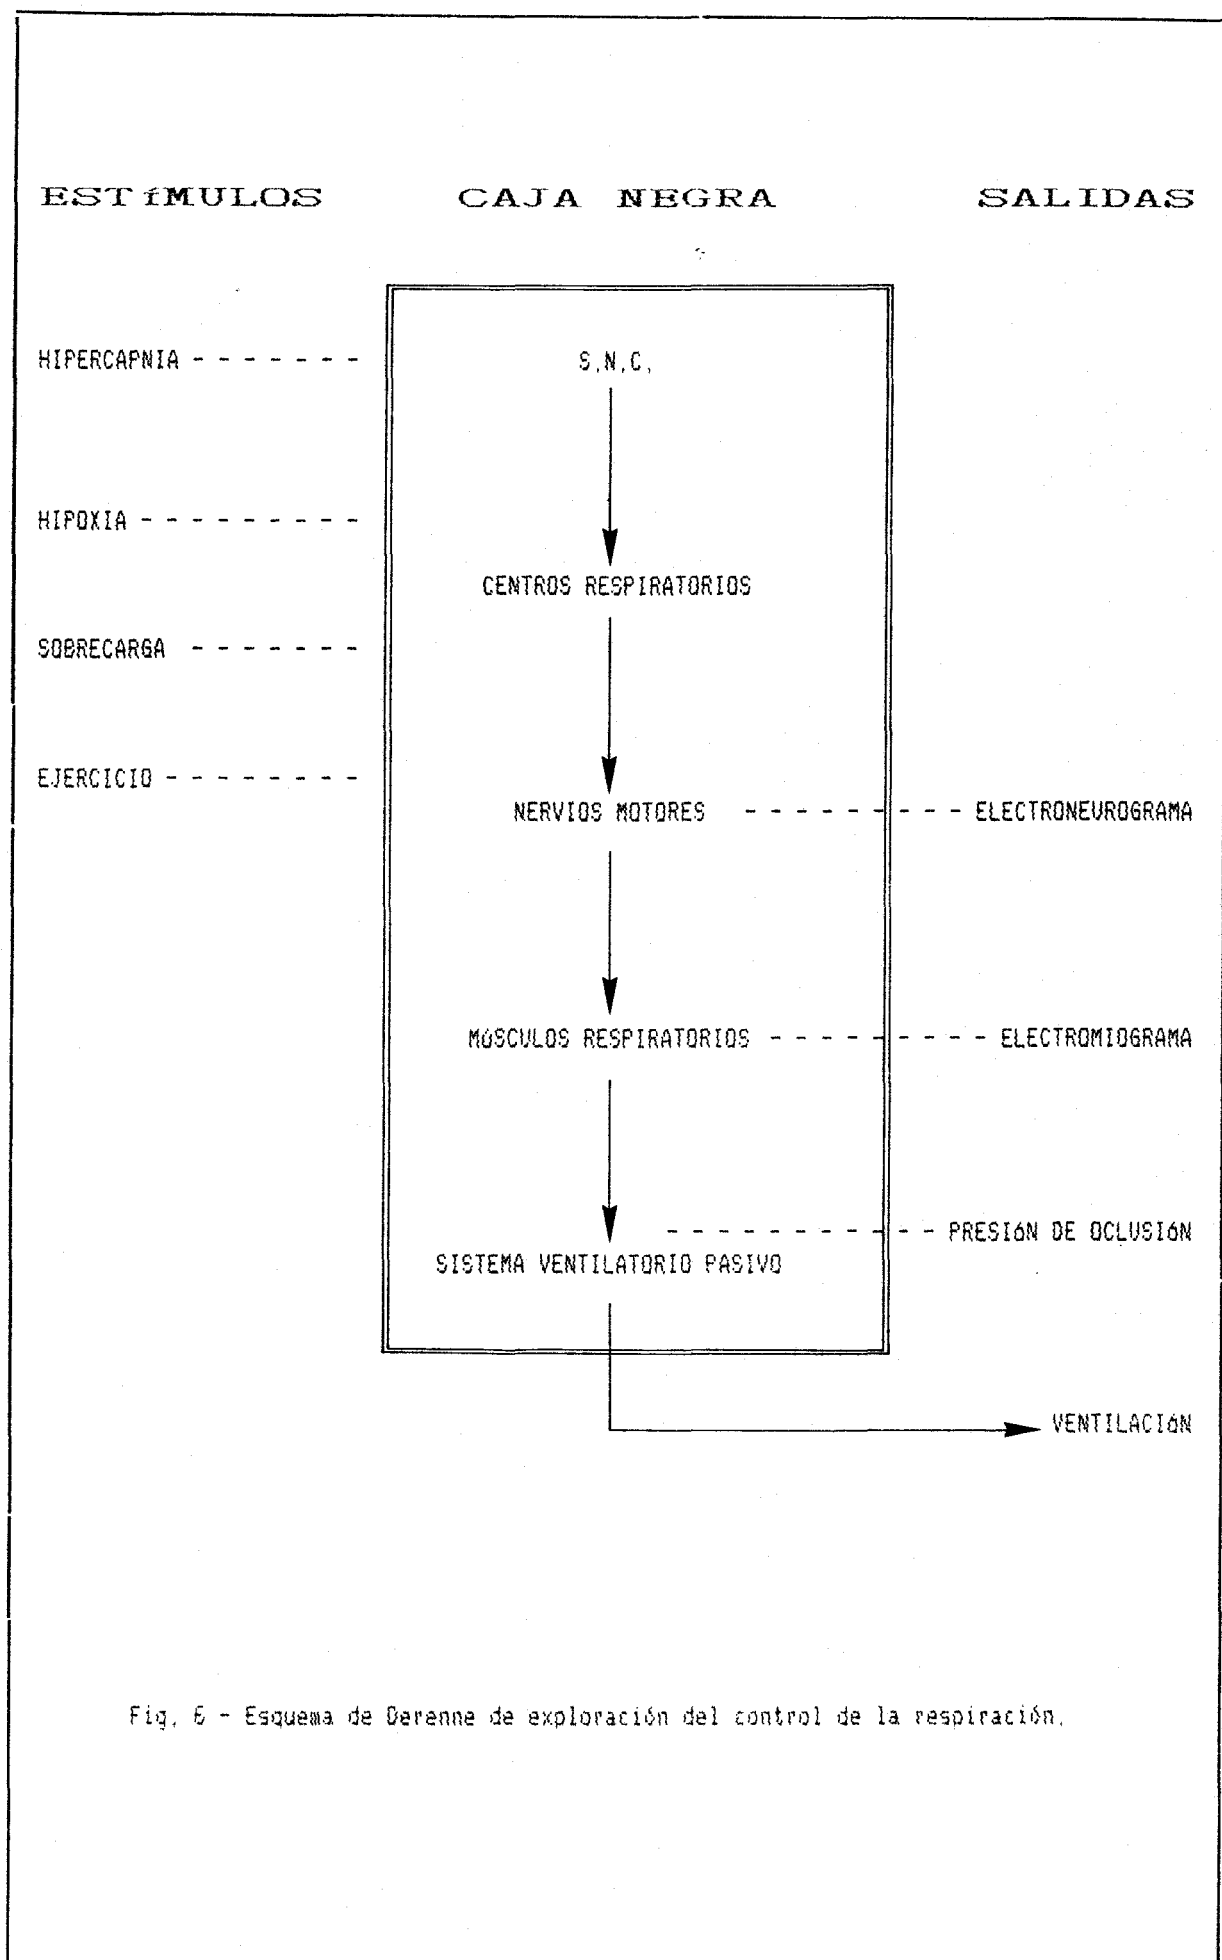 ESTÍMULOS CAJA NEGRA SALIDAS
HIPERCAPNIA - - - - - - - S.N.C.
HIPOXIA - - - - - - - - -
CENTROS RESPIRATORIOS
SOBRECARGA - - - - - - -
EJERCICIO - - - - - - - -
NERVIOS MOTORES - - - - - - - - - ELECTRONEUROGRAMA
MÚSCULOS RESPIRATORIOS - - - - - - - - - ELECTROMIOGRAMA
- - - - - - - - - - - PRESIÓN DE OCLUSIÓN
SISTEMA VENTILATORIO PASIVO
VENTILACIÓN
Fig. 6 - Esquema de Derenne de exploración del control de la respiración.